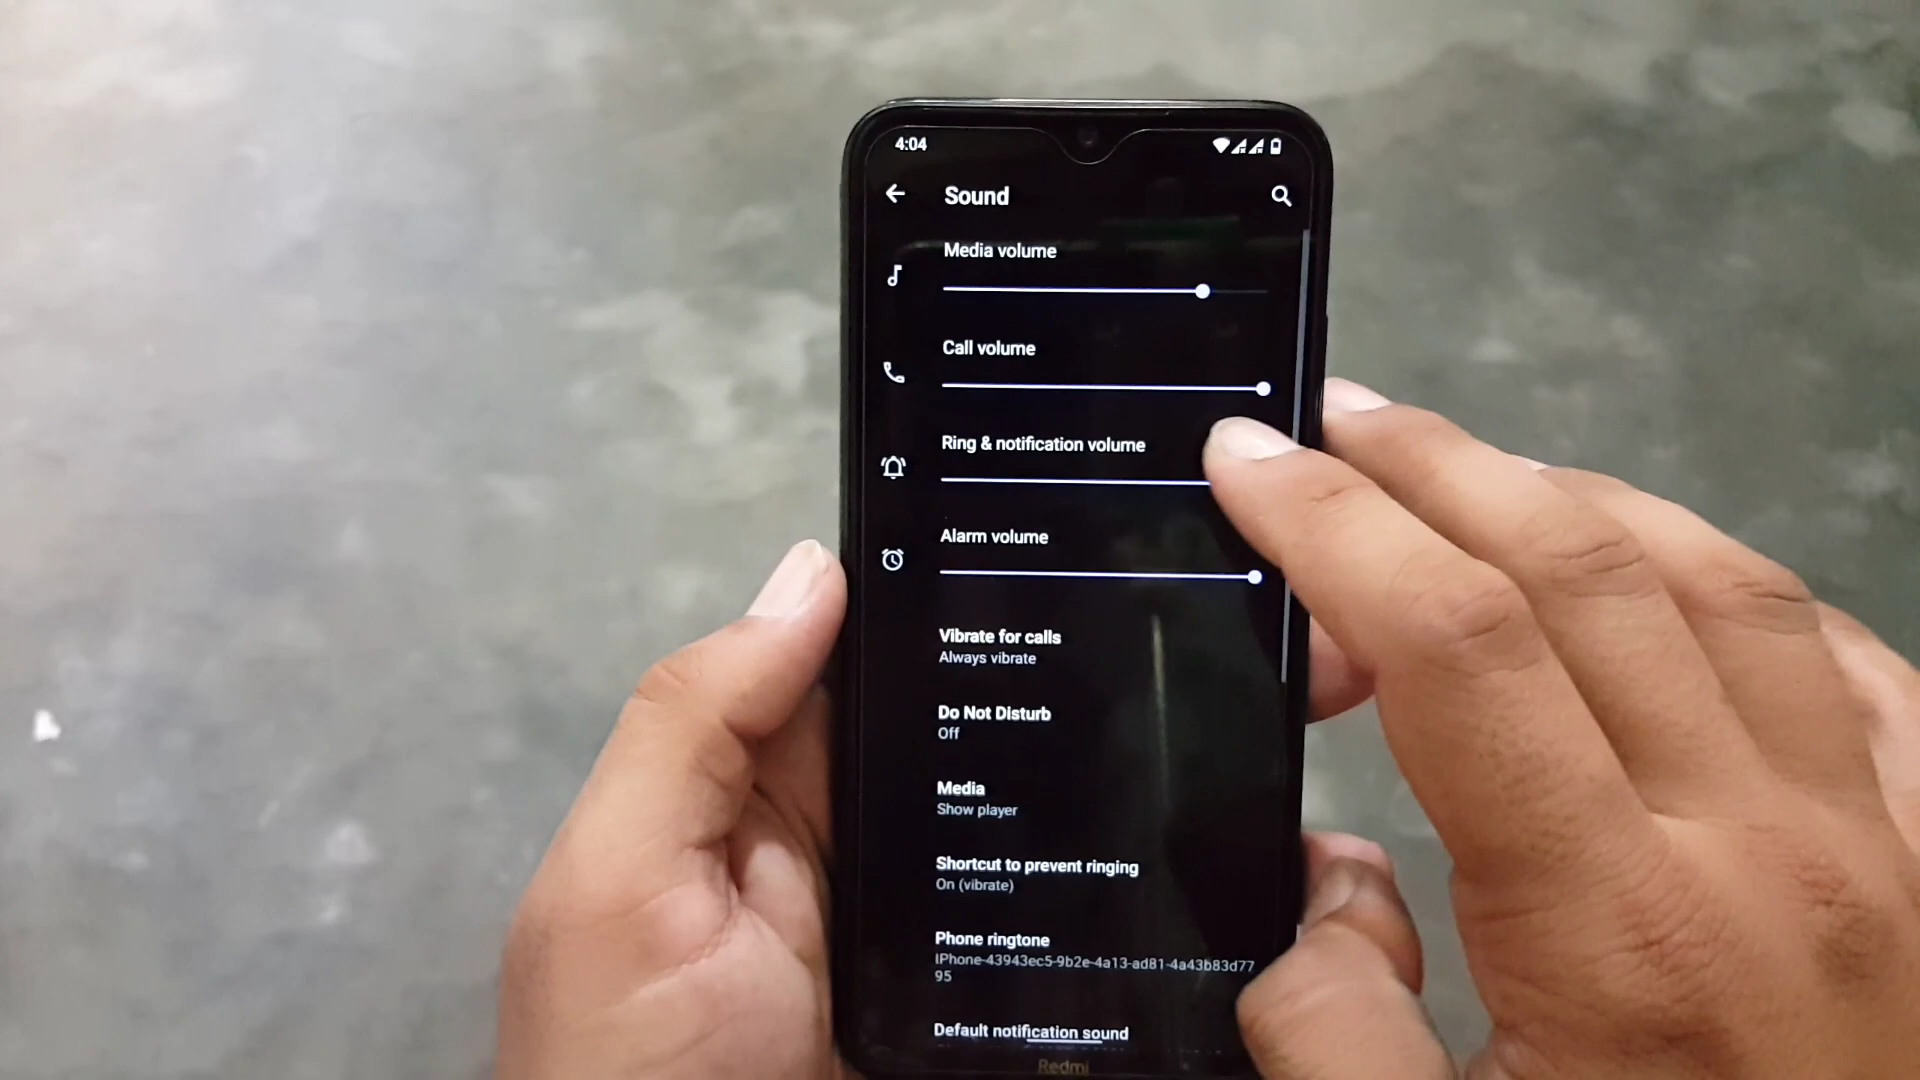 4:04
Sound
Media volume
Call volume
Ring & notification volume
Alarm volume
Vibrate for calls
Always vibrate
Do Not Disturb
Off
Media
Show player
Shortcut to prevent ringing
On (vibrate)
Phone ringtone
IPhone-43943ec5-9b2e-4a13-ad81-4a43b83d77
95
Default notification sound
Redmi